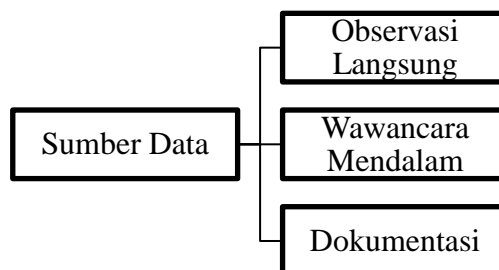 Sumber Data
Observasi
Langsung
Wawancara
Mendalam
Dokumentasi